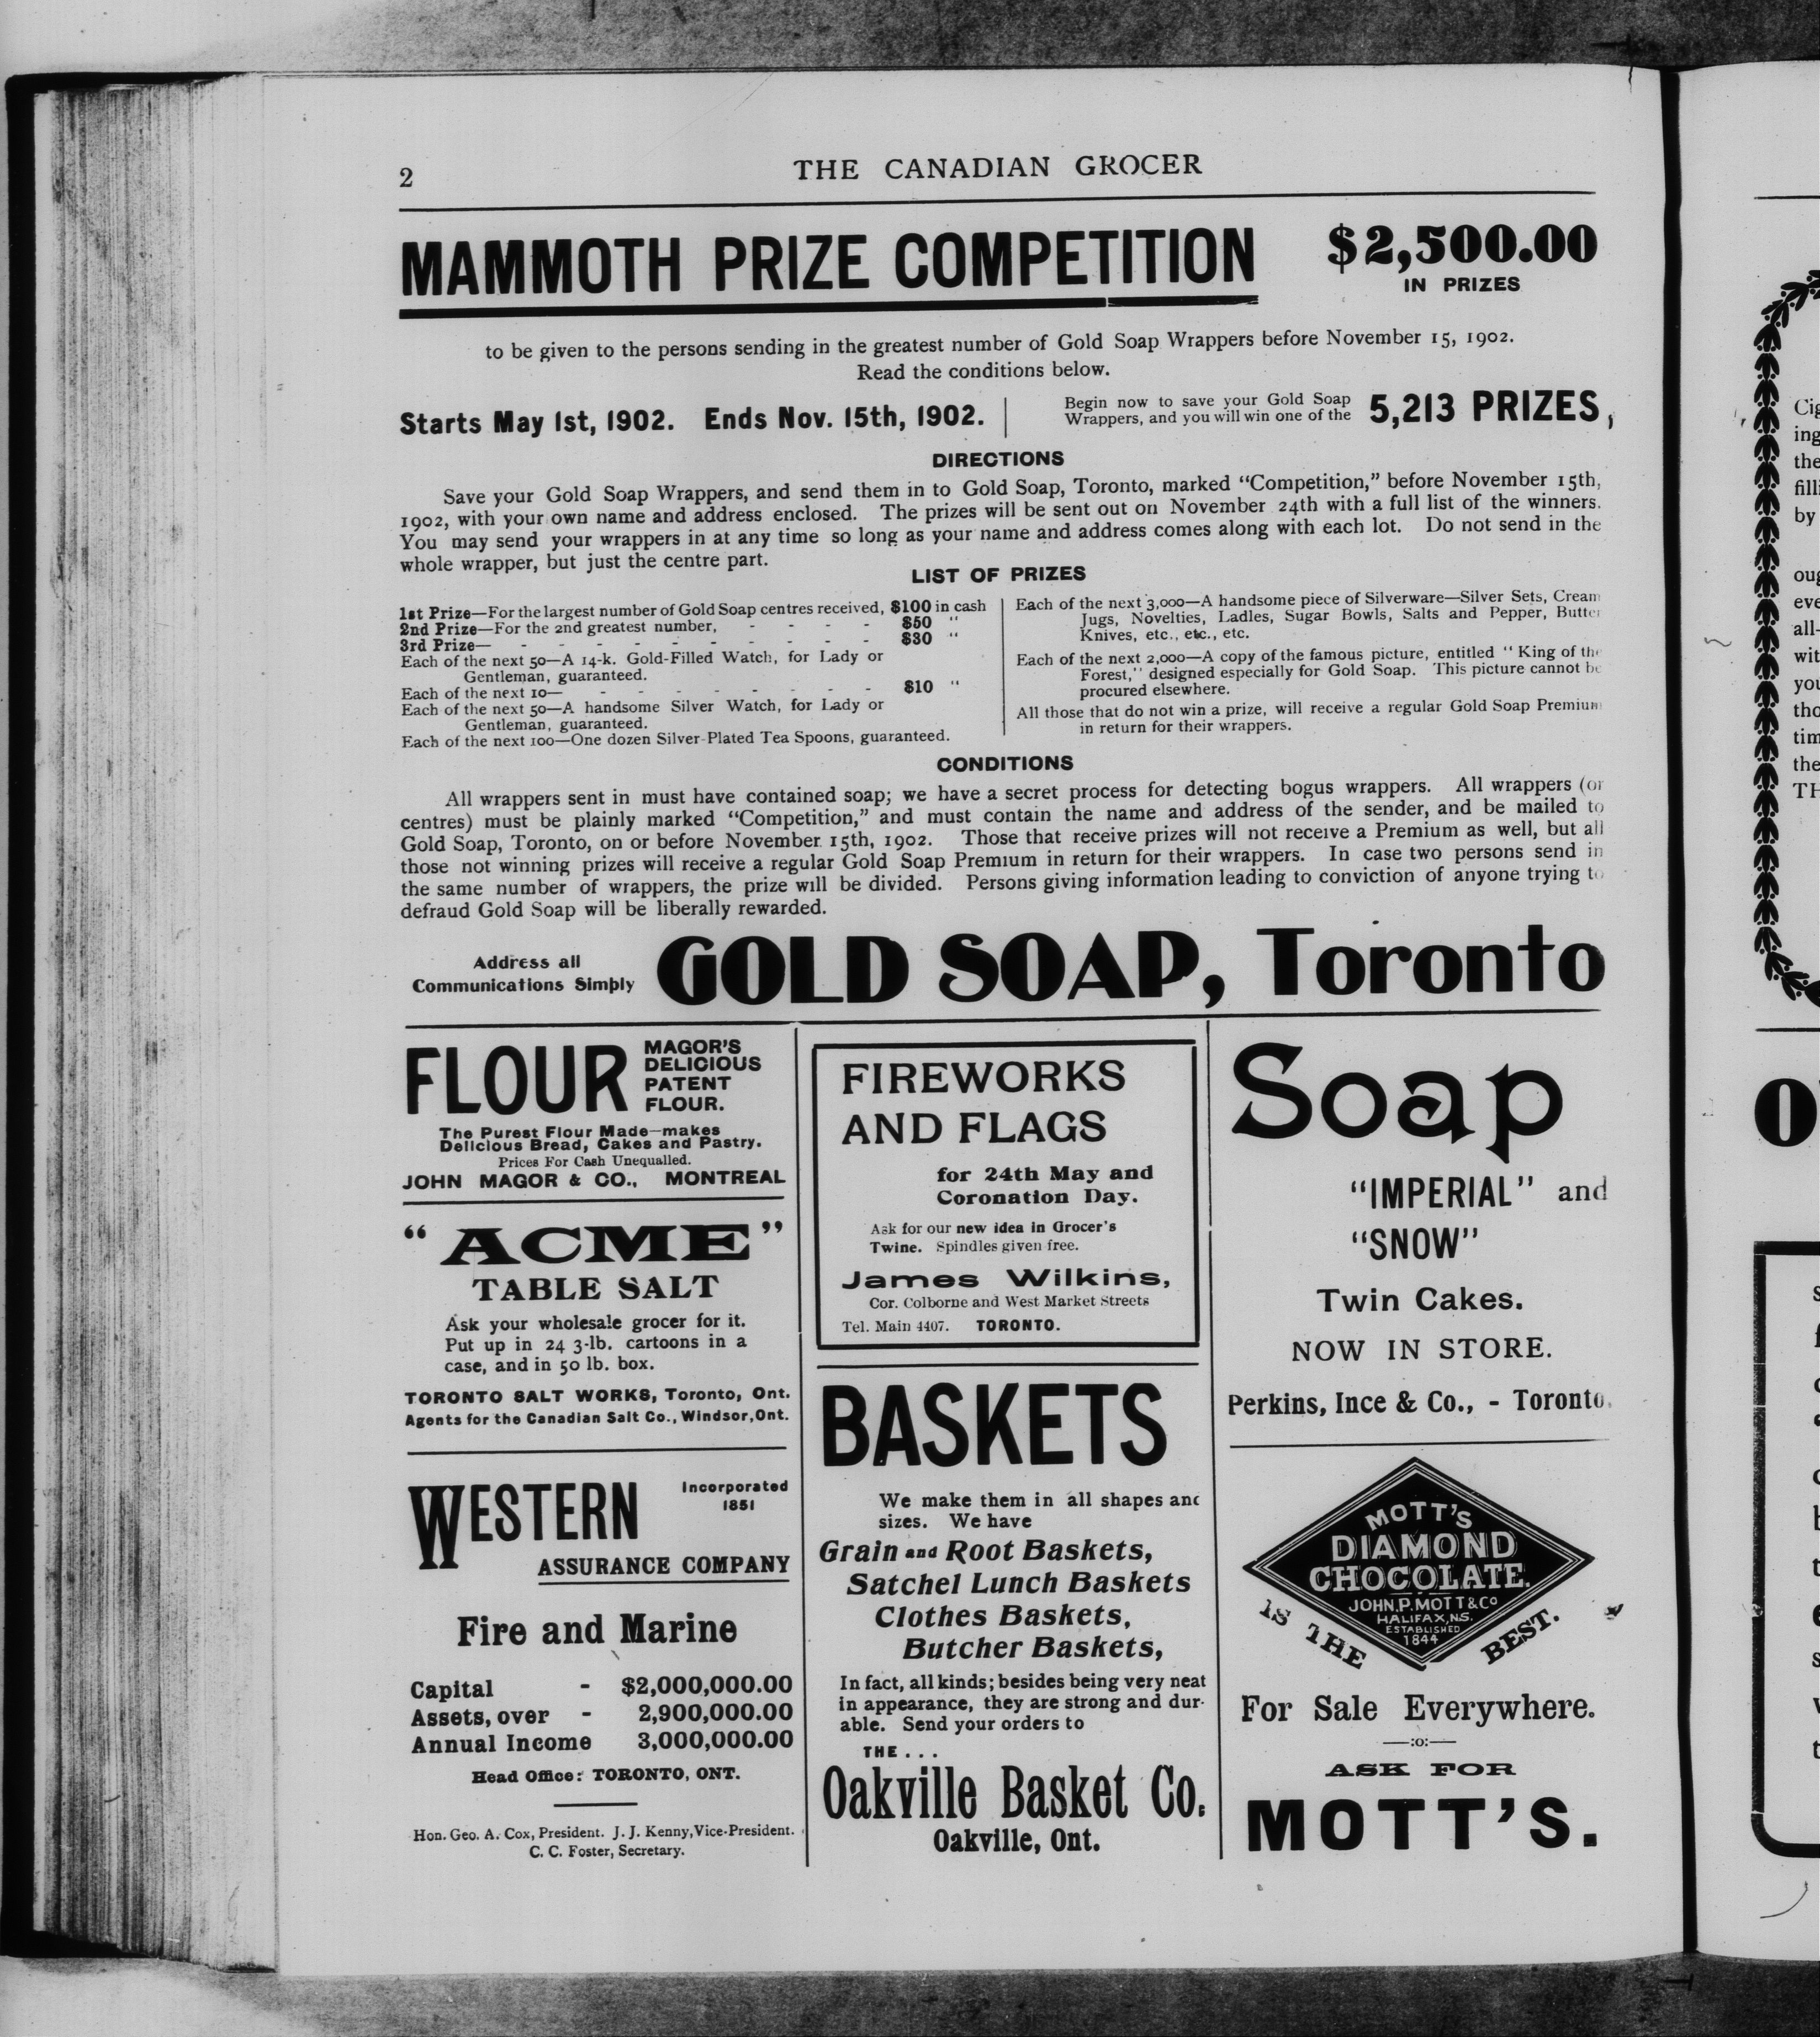 2
THE CANADIAN GROCER
MAMMOTH PRIZE COMPETITION
$2,500.00
IN PRIZES
to be given to the persons sending in the greatest number of Gold Soap Wrappers before November 15, 1902.
Read the conditions below.
Starts May 1st, 1902. Ends Nov. 15th, 1902.
Begin now to save your Gold Soap
Wrappers, and you will win one of the
5,213 PRIZES,
DIRECTIONS
Save your Gold Soap Wrappers, and send them in to Gold Soap, Toronto, marked "Competition," before November 15th,
1902, with your own name and address enclosed. The prizes will be sent out on November 24th with a full list of the winners.
You may send your wrappers in at any time so long as your name and address comes along with each lot. Do not send in the
whole wrapper, but just the centre part.
LIST OF PRIZES
1st Prize—For the largest number of Gold Soap centres received, $100 in cash
2nd Prize—For the 2nd greatest number, - - - - $50 "
3rd Prize— - - - - - - - - $30 "
Each of the next 50—A 14-k. Gold-Filled Watch, for Lady or
Gentleman, guaranteed.
Each of the next 10— - - - - - - - - $10 "
Each of the next 50—A handsome Silver Watch, for Lady or
Gentleman, guaranteed.
Each of the next 100—One dozen Silver-Plated Tea Spoons, guaranteed.
Each of the next 3,000—A handsome piece of Silverware—Silver Sets, Cream
Jugs, Novelties, Ladles, Sugar Bowls, Salts and Pepper, Butter
Knives, etc., etc., etc.
Each of the next 2,000—A copy of the famous picture, entitled "King of the
Forest," designed especially for Gold Soap. This picture cannot be
procured elsewhere.
All those that do not win a prize, will receive a regular Gold Soap Premium
in return for their wrappers.
CONDITIONS
All wrappers sent in must have contained soap; we have a secret process for detecting bogus wrappers. All wrappers (or
centres) must be plainly marked "Competition," and must contain the name and address of the sender, and be mailed to
Gold Soap, Toronto, on or before November 15th, 1902. Those that receive prizes will not receive a Premium as well, but all
those not winning prizes will receive a regular Gold Soap Premium in return for their wrappers. In case two persons send in
the same number of wrappers, the prize will be divided. Persons giving information leading to conviction of anyone trying to
defraud Gold Soap will be liberally rewarded.
Address all
Communications Simply
GOLD SOAP, Toronto
FLOUR
MAGOR'S
DELICIOUS
PATENT
FLOUR.
The Purest Flour Made—makes
Delicious Bread, Cakes and Pastry.
Prices For Cash Unequalled.
JOHN MAGOR & CO., MONTREAL
"ACME"
TABLE SALT
Ask your wholesale grocer for it.
Put up in 24 3-lb. cartoons in a
case, and in 50 lb. box.
TORONTO SALT WORKS, Toronto, Ont.
Agents for the Canadian Salt Co., Windsor, Ont.
WESTERN
Incorporated
1851
ASSURANCE COMPANY
Fire and Marine
Capital - $2,000,000.00
Assets, over - 2,900,000.00
Annual Income 3,000,000.00
Head Office: TORONTO, ONT.
Hon. Geo. A. Cox, President. J. J. Kenny, Vice-President.
C. C. Foster, Secretary.
FIREWORKS
AND FLAGS
for 24th May and
Coronation Day.
Ask for our new idea in Grocer's
Twine. Spindles given free.
James Wilkins,
Cor. Colborne and West Market Streets
Tel. Main 4407. TORONTO.
BASKETS
We make them in all shapes and
sizes. We have
Grain and Root Baskets,
Satchel Lunch Baskets
Clothes Baskets,
Butcher Baskets,
In fact, all kinds; besides being very neat
in appearance, they are strong and dur-
able. Send your orders to
THE...
Oakville Basket Co.
Oakville, Ont.
Soap
"IMPERIAL" and
"SNOW"
Twin Cakes.
NOW IN STORE.
Perkins, Ince & Co., - Toronto.
MOTT'S
DIAMOND
CHOCOLATE.
JOHN. P. MOTT & Co
HALIFAX, N.S.
ESTABLISHED
1844
IS THE BEST.
For Sale Everywhere.
—:o:—
ASK FOR
MOTT'S.
Cig
ing
the
filli
by
oug
eve
all-
wit
you
tho
tim
the
TH